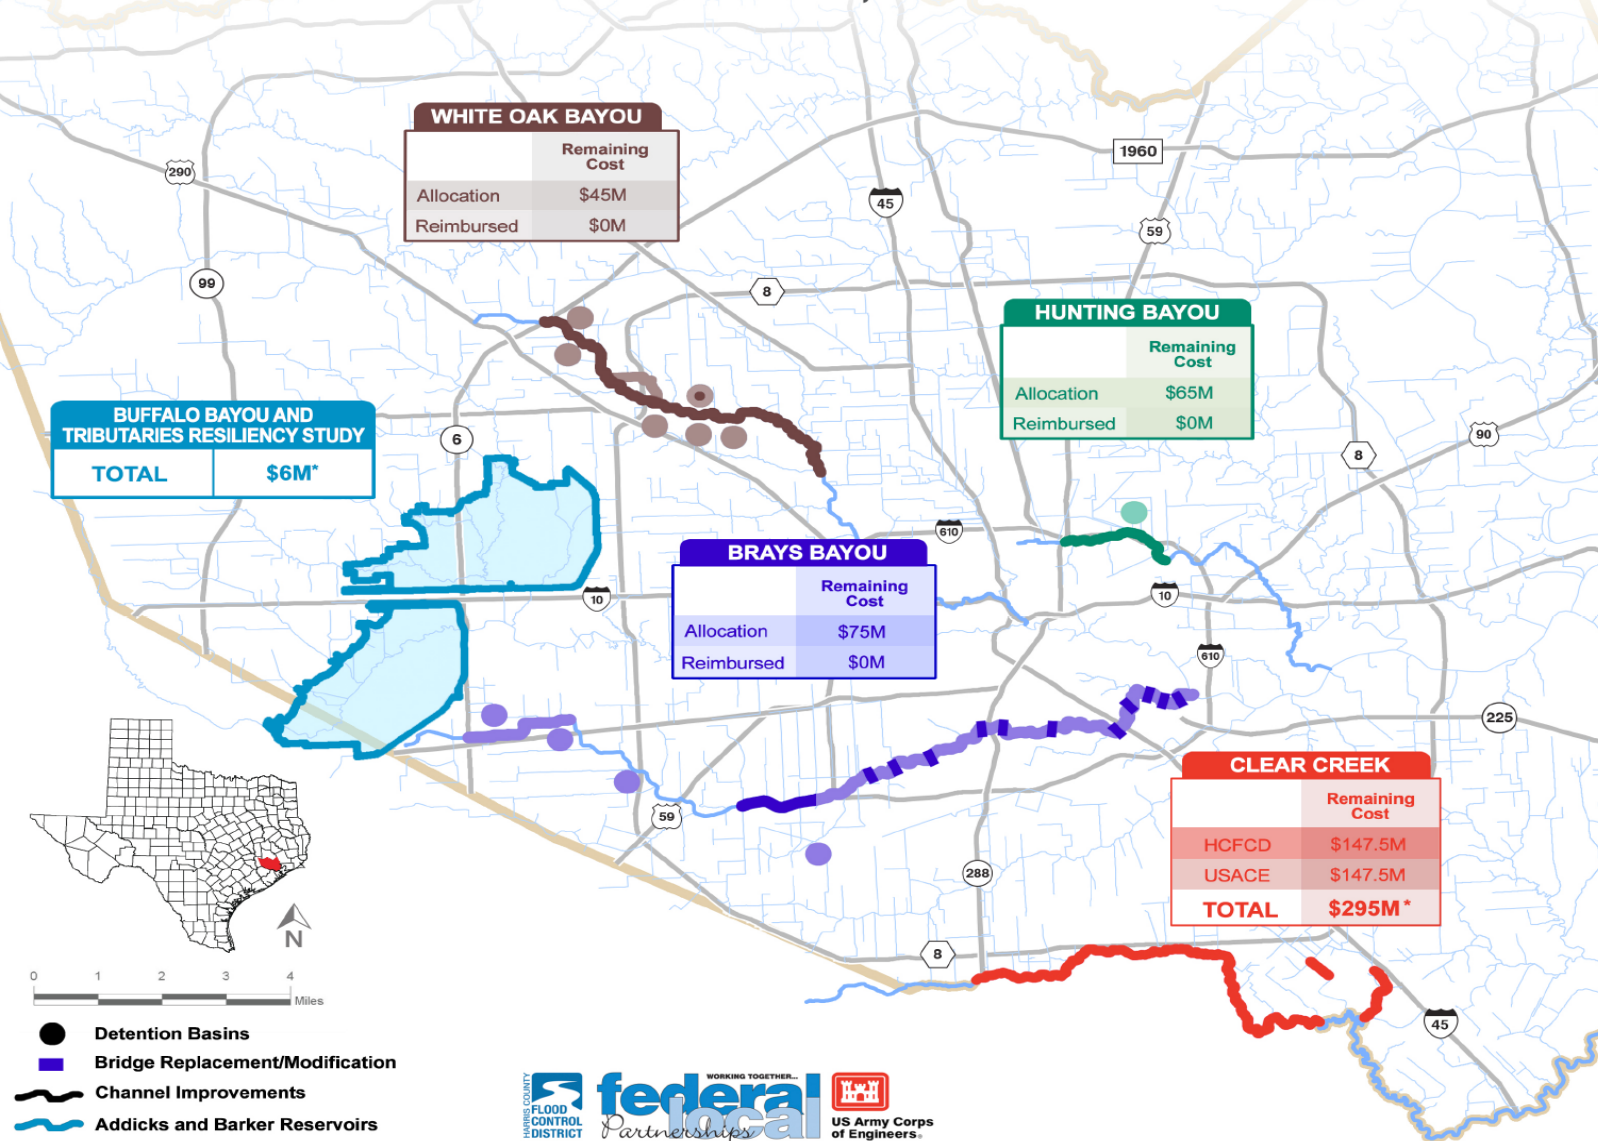 WHITE OAK BAYOU
Remaining
Cost
Allocation $45M
Reimbursed $0M
1960
290
45
59
99
8
HUNTING BAYOU
Remaining
Cost
Allocation $65M
Reimbursed $0M
BUFFALO BAYOU AND
TRIBUTARIES RESILIENCY STUDY
TOTAL $6M*
6
90
8
610
BRAYS BAYOU
Remaining
Cost
Allocation $75M
Reimbursed $0M
10
10
610
225
CLEAR CREEK
Remaining
Cost
HCFCD $147.5M
USACE $147.5M
TOTAL $295M*
59
288
8
45
N
0 1 2 3 4
Miles
Detention Basins
Bridge Replacement/Modification
Channel Improvements
Addicks and Barker Reservoirs
HARRIS COUNTY
FLOOD
CONTROL
DISTRICT
WORKING TOGETHER...
federal
local
Partnerships
US Army Corps
of Engineers®